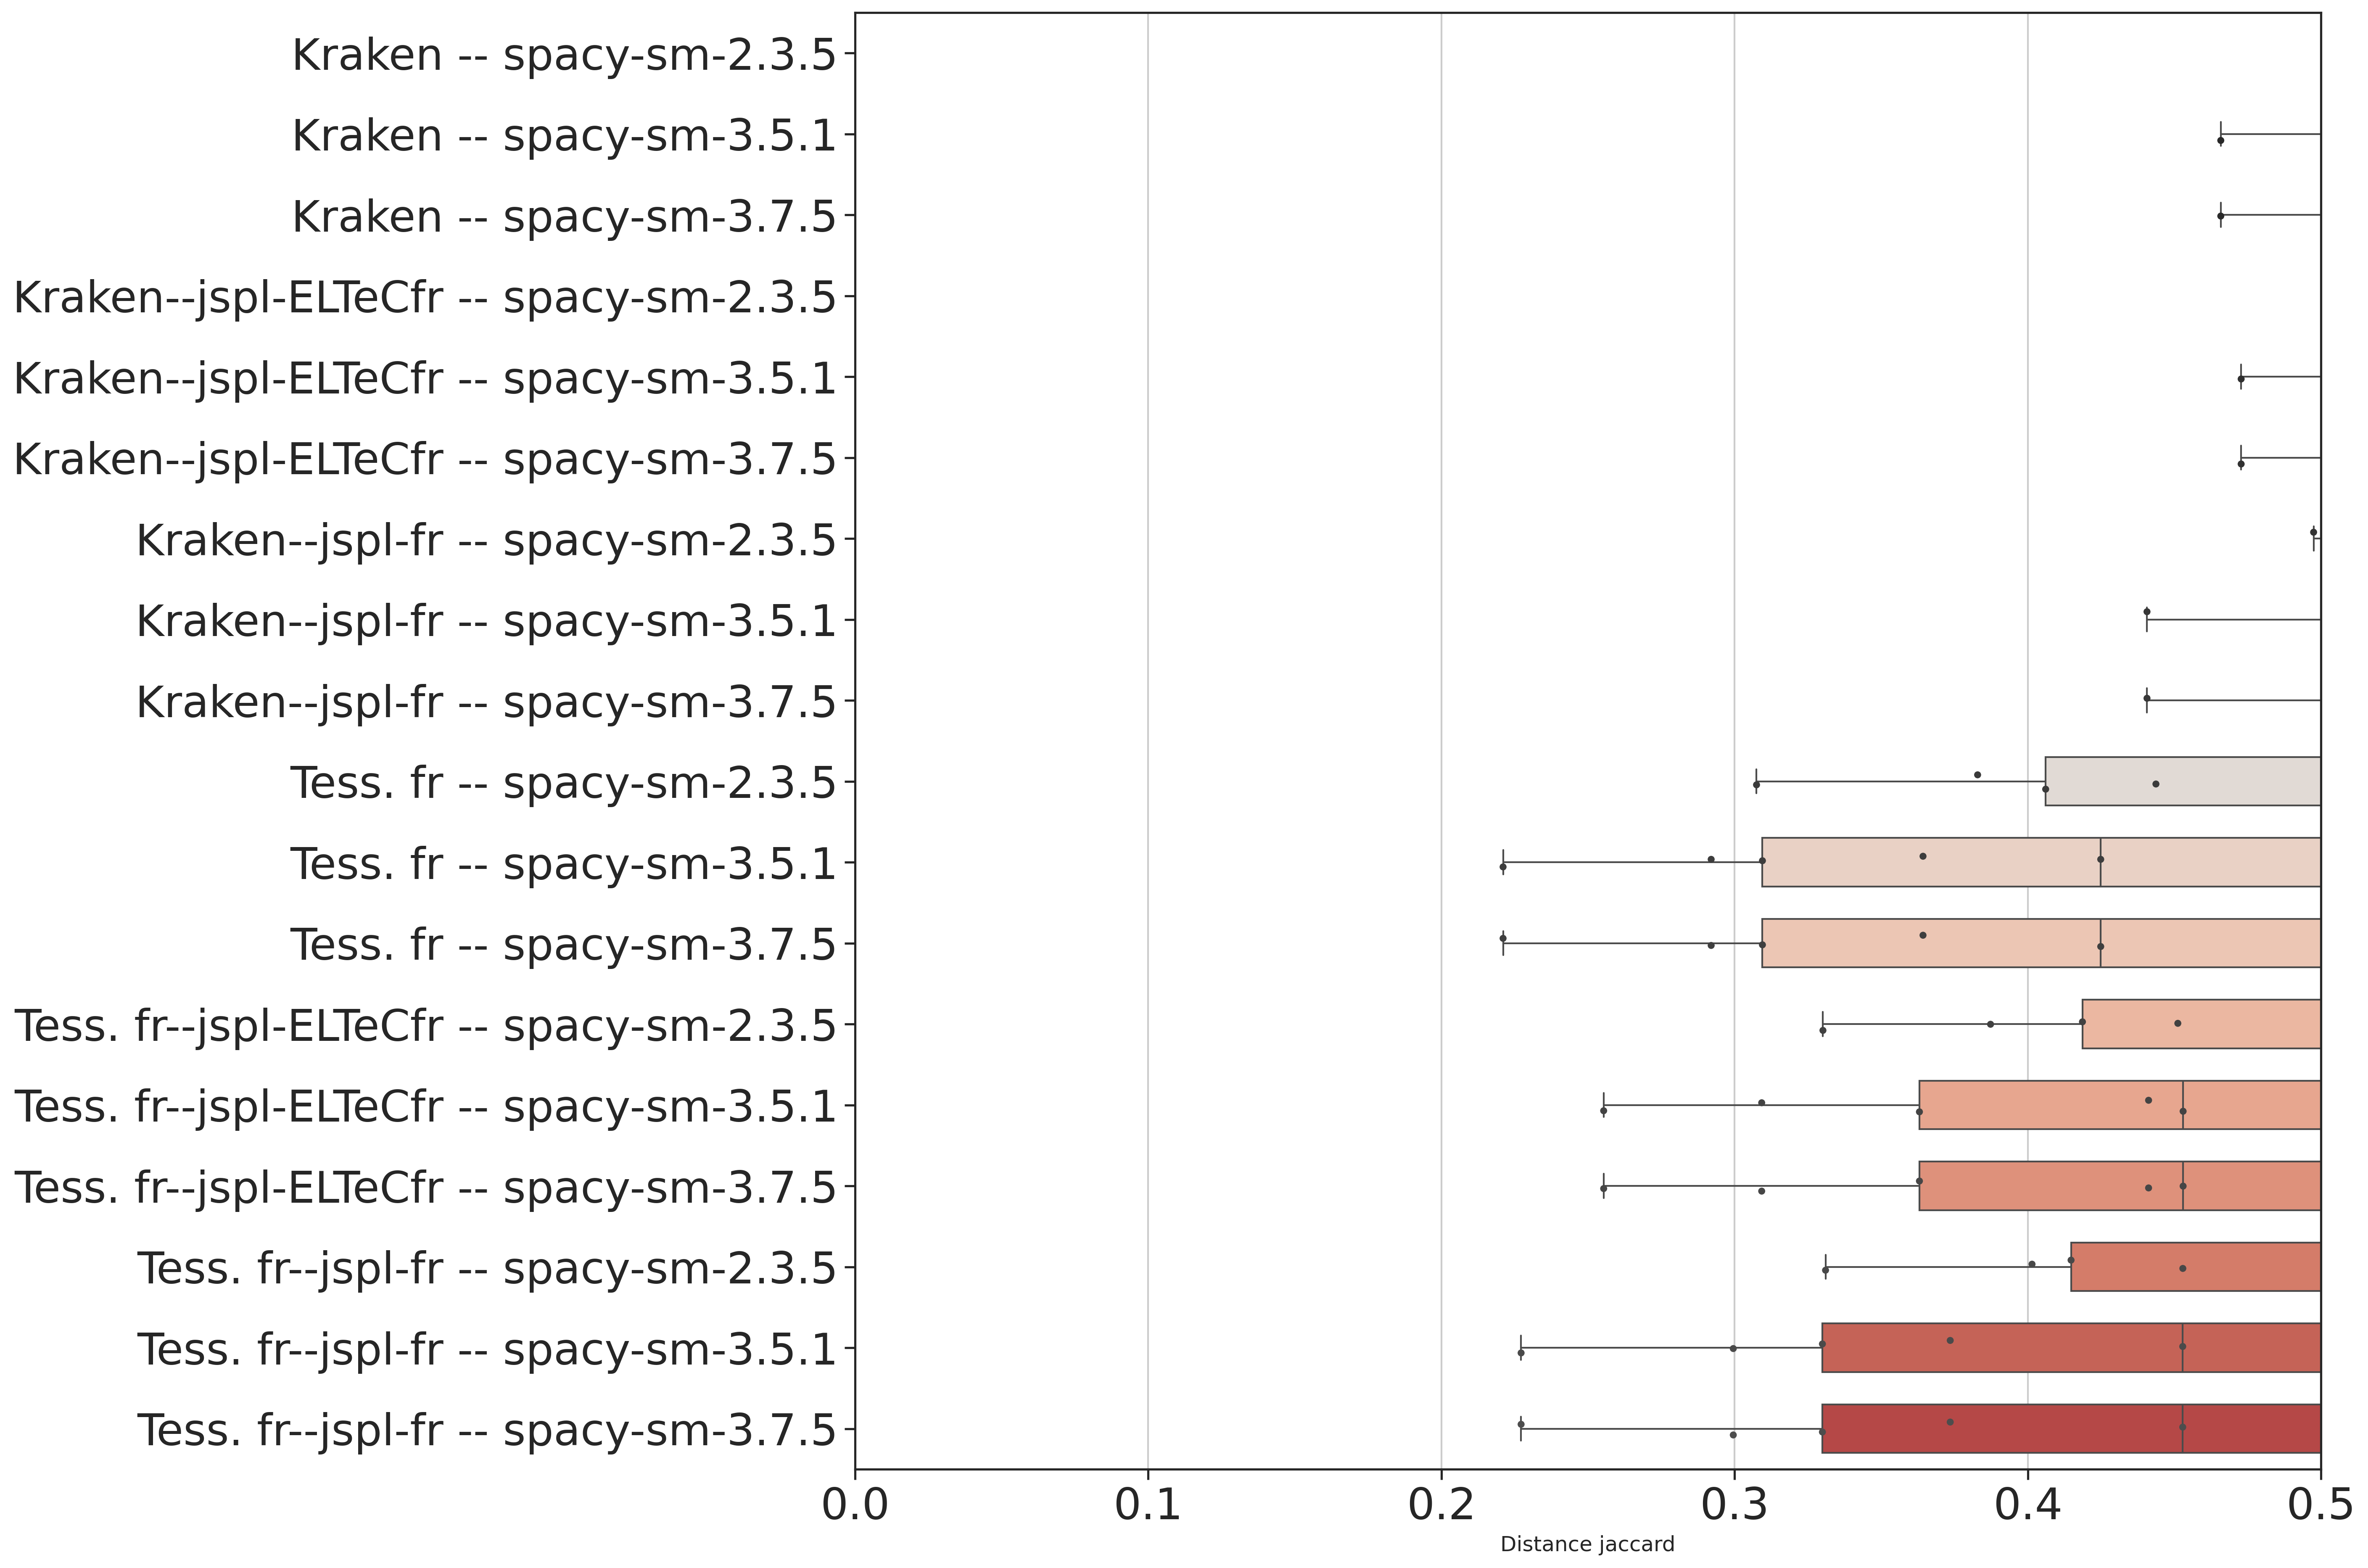 Kraken -- spacy-sm-2.3.5
Kraken -- spacy-sm-3.5.1
Kraken -- spacy-sm-3.7.5
Kraken--jspl-ELTeCfr -- spacy-sm-2.3.5
Kraken--jspl-ELTeCfr -- spacy-sm-3.5.1
Kraken--jspl-ELTeCfr -- spacy-sm-3.7.5
Kraken--jspl-fr -- spacy-sm-2.3.5
Kraken--jspl-fr -- spacy-sm-3.5.1
Kraken--jspl-fr -- spacy-sm-3.7.5
Tess. fr -- spacy-sm-2.3.5
Tess. fr -- spacy-sm-3.5.1
Tess. fr -- spacy-sm-3.7.5
Tess. fr--jspl-ELTeCfr -- spacy-sm-2.3.5
Tess. fr--jspl-ELTeCfr -- spacy-sm-3.5.1
Tess. fr--jspl-ELTeCfr -- spacy-sm-3.7.5
Tess. fr--jspl-fr -- spacy-sm-2.3.5
Tess. fr--jspl-fr -- spacy-sm-3.5.1
Tess. fr--jspl-fr -- spacy-sm-3.7.5
0.0 0.1 0.2 0.3 0.4 0.5
Distance jaccard